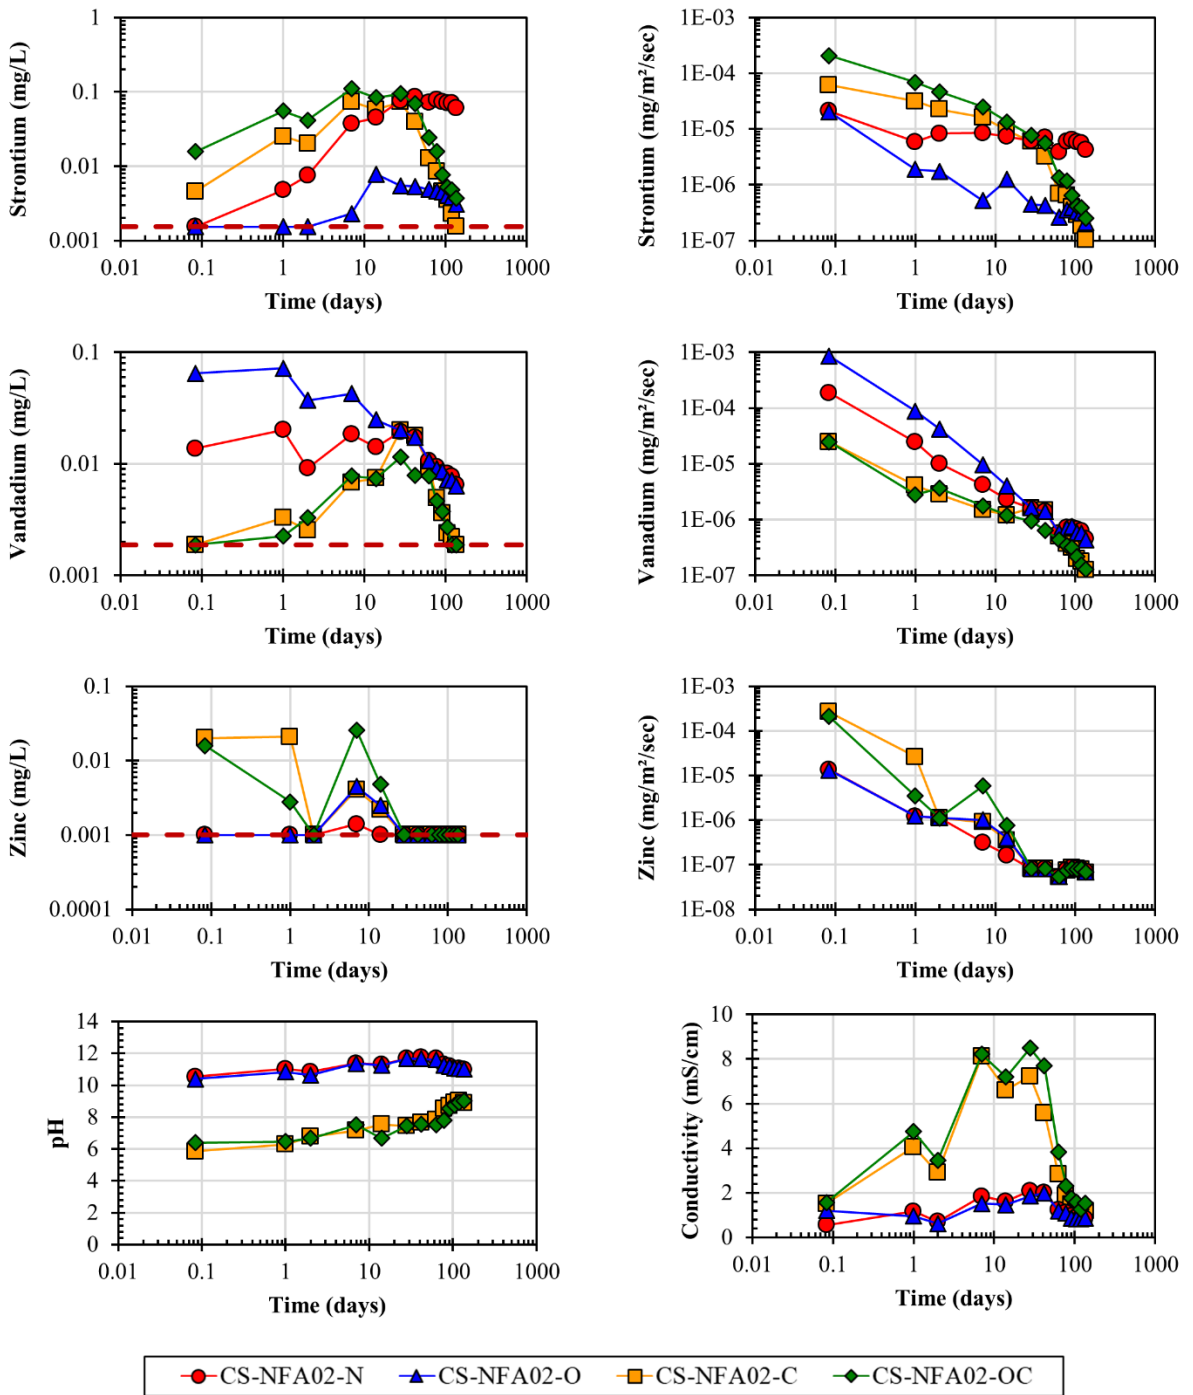 Strontium (mg/L)
1
0.1
0.01
0.001
0.01 0.1 1 10 100 1000
Time (days)
Strontium (mg/m²/sec)
1E-03
1E-04
1E-05
1E-06
1E-07
0.01 0.1 1 10 100 1000
Time (days)
Vandadium (mg/L)
0.1
0.01
0.001
0.01 0.1 1 10 100 1000
Time (days)
Vanadium (mg/m²/sec)
1E-03
1E-04
1E-05
1E-06
1E-07
0.01 0.1 1 10 100 1000
Time (days)
Zinc (mg/L)
0.1
0.01
0.001
0.0001
0.01 0.1 1 10 100 1000
Time (days)
Zinc (mg/m²/sec)
1E-03
1E-04
1E-05
1E-06
1E-07
1E-08
0.01 0.1 1 10 100 1000
Time (days)
pH
14
12
10
8
6
4
2
0
0.01 0.1 1 10 100 1000
Time (days)
Conductivity (mS/cm)
10
8
6
4
2
0
0.01 0.1 1 10 100 1000
Time (days)
CS-NFA02-N CS-NFA02-O CS-NFA02-C CS-NFA02-OC